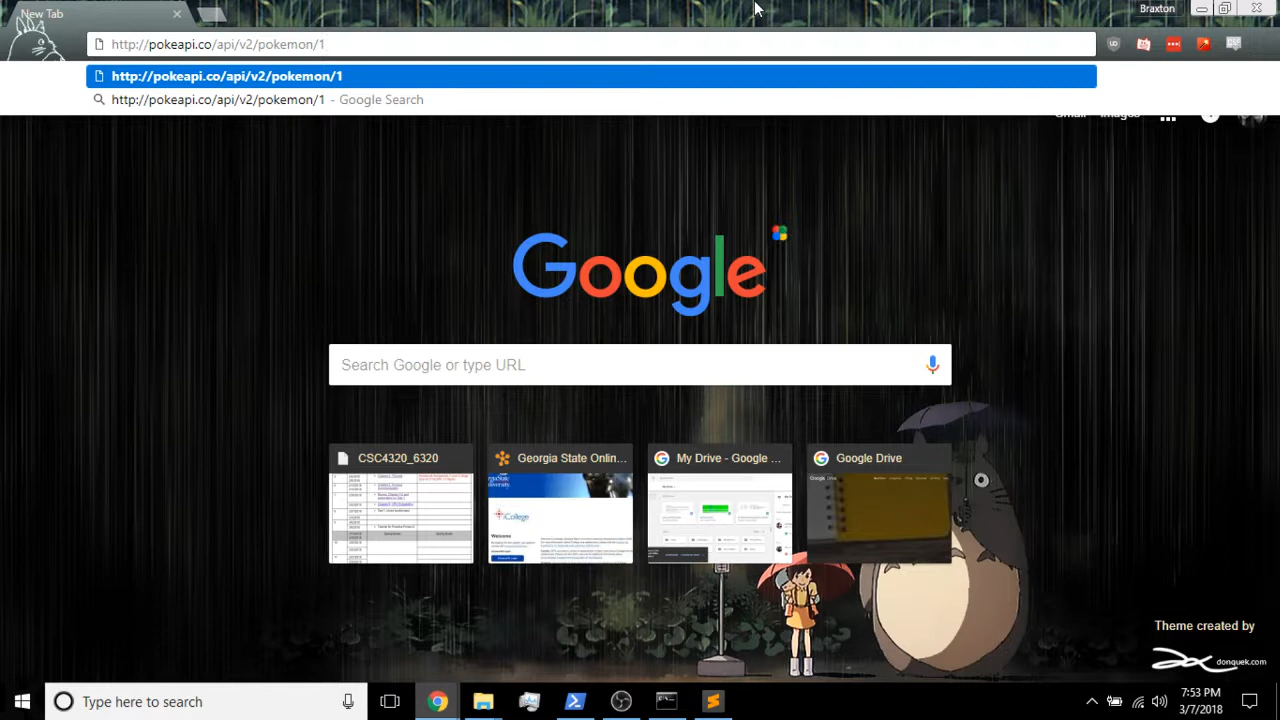 New Tab
Braxton
http://pokeapi.co/api/v2/pokemon/1
http://pokeapi.co/api/v2/pokemon/1
http://pokeapi.co/api/v2/pokemon/1 - Google Search
Gmail Images
Google
Search Google or type URL
CSC4320_6320
Georgia State Onlin...
My Drive - Google ...
Google Drive
iCollege
Welcome
Theme created by
donquek.com
Type here to search
7:53 PM
3/7/2018